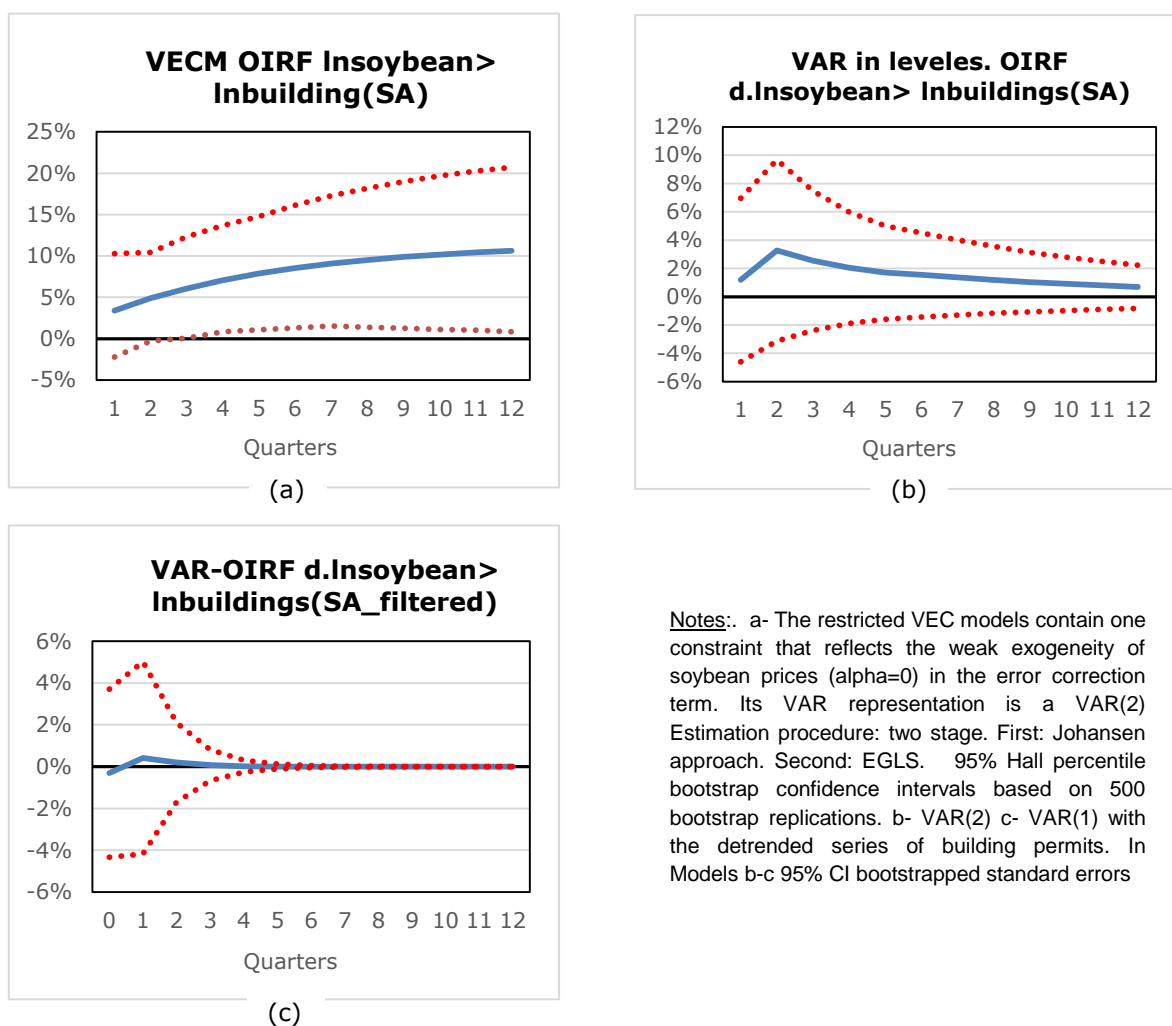 VECM OIRF lnsoybean>
lnbuilding(SA)
25%
20%
15%
10%
5%
0%
-5%
1 2 3 4 5 6 7 8 9 10 11 12
Quarters
(a)
VAR in leveles. OIRF
d.lnsoybean> lnbuildings(SA)
12%
10%
8%
6%
4%
2%
0%
-2%
-4%
-6%
1 2 3 4 5 6 7 8 9 10 11 12
Quarters
(b)
VAR-OIRF d.lnsoybean>
lnbuildings(SA_filtered)
6%
4%
2%
0%
-2%
-4%
-6%
0 1 2 3 4 5 6 7 8 9 10 11 12
Quarters
(c)
Notes:. a- The restricted VEC models contain one
constraint that reflects the weak exogeneity of
soybean prices (alpha=0) in the error correction
term. Its VAR representation is a VAR(2)
Estimation procedure: two stage. First: Johansen
approach. Second: EGLS. 95% Hall percentile
bootstrap confidence intervals based on 500
bootstrap replications. b- VAR(2) c- VAR(1) with
the detrended series of building permits. In
Models b-c 95% CI bootstrapped standard errors